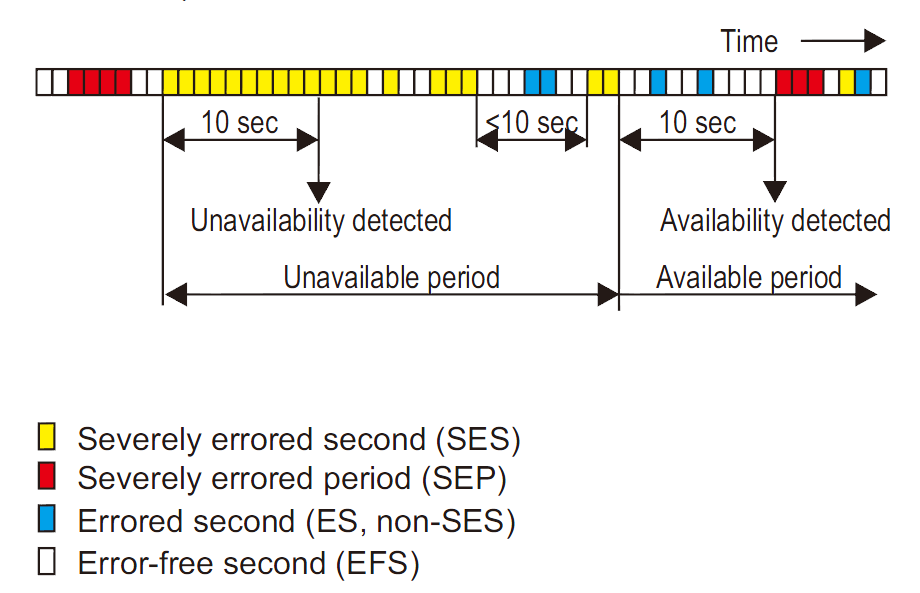 Time
10 sec
<10 sec
10 sec
Unavailability detected
Availability detected
Unavailable period
Available period
Severely errored second (SES)
Severely errored period (SEP)
Errored second (ES, non-SES)
Error-free second (EFS)